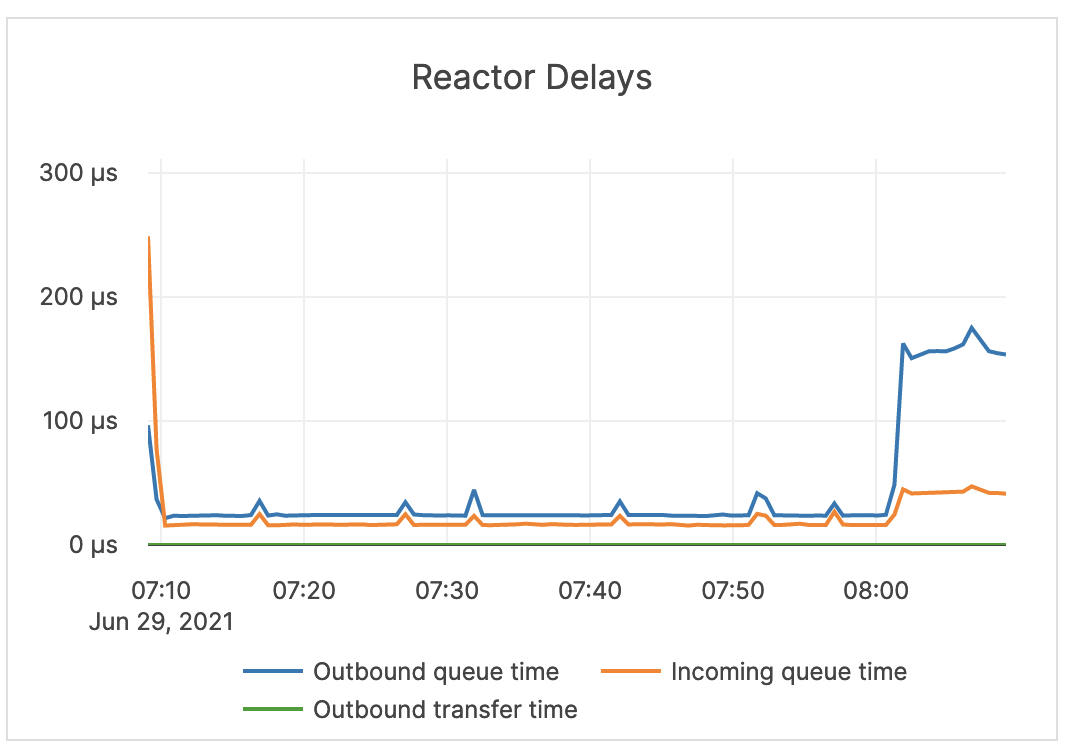 Reactor Delays
300 µs
200 µs
100 µs
0 µs
07:10 07:20 07:30 07:40 07:50 08:00
Jun 29, 2021
Outbound queue time Incoming queue time
Outbound transfer time